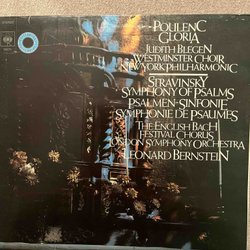 POULENC
GLORIA
JUDITH BLEGEN
WESTMINSTER CHOIR
NEW YORK PHILHARMONIC
STRAVINSKY
SYMPHONY OF PSALMS
PSALMEN-SINFONIE
SYMPHONIE DE PSAUMES
THE ENGLISH BACH
FESTIVAL CHORUS
LONDON SYMPHONY ORCHESTRA
LEONARD BERNSTEIN